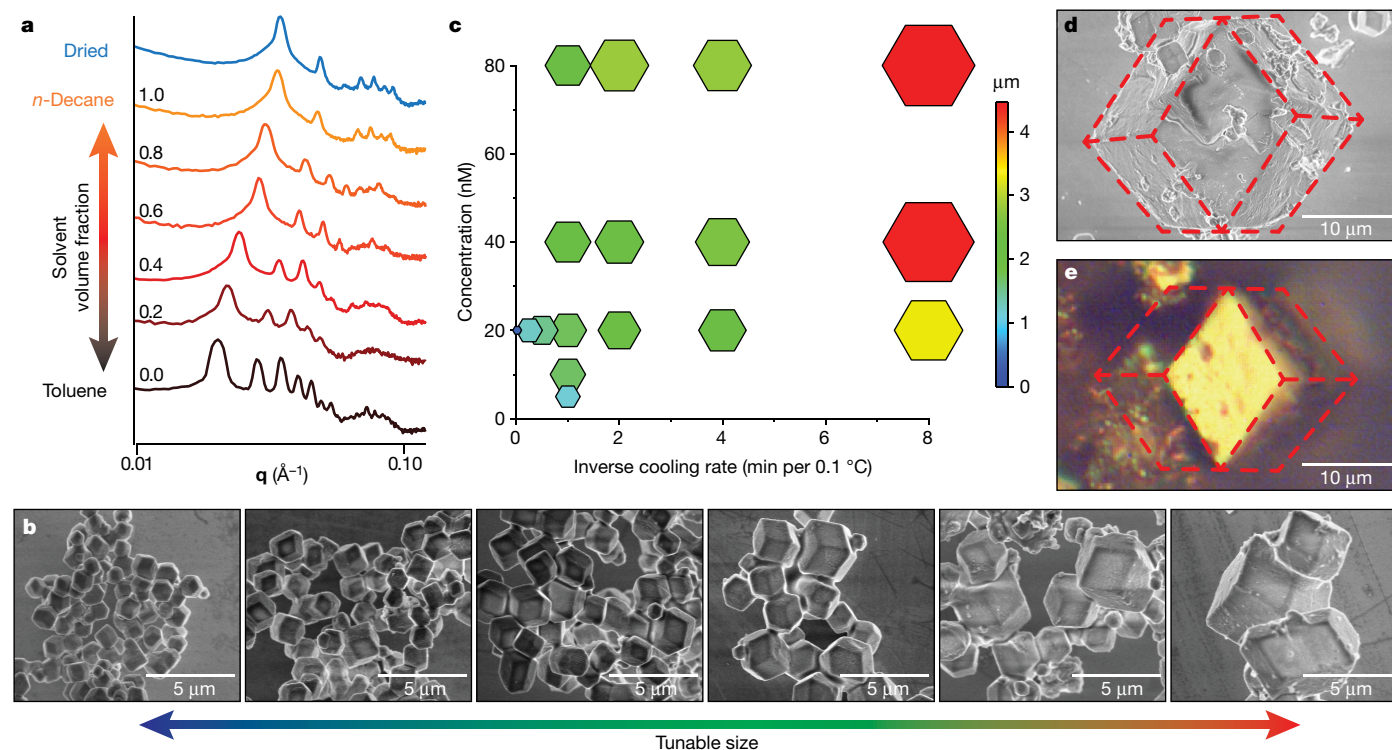 a
Dried
n-Decane
1.0
0.8
0.6
0.4
0.2
0.0
Solvent
volume fraction
Toluene
0.01
0.10
q (Å⁻¹)
c
80
60
40
20
0
Concentration (nM)
0
2
4
6
8
Inverse cooling rate (min per 0.1 °C)
μm
4
3
2
1
0
d
10 μm
e
10 μm
b
5 μm
5 μm
5 μm
5 μm
5 μm
5 μm
Tunable size